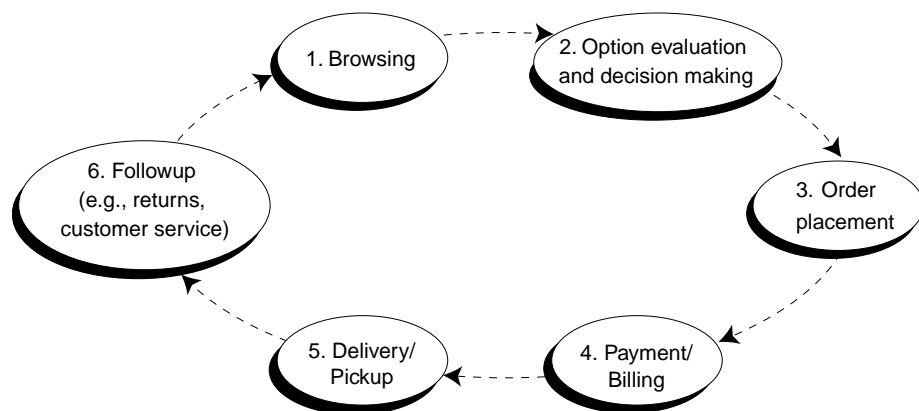 1. Browsing
2. Option evaluation
and decision making
3. Order
placement
4. Payment/
Billing
5. Delivery/
Pickup
6. Followup
(e.g., returns,
customer service)